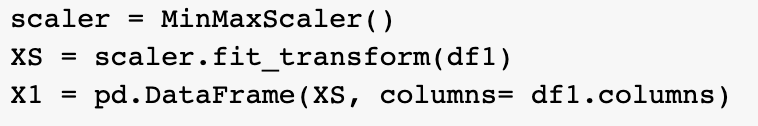 scaler = MinMaxScaler()
XS = scaler.fit_transform(df1)
X1 = pd.DataFrame(XS, columns= df1.columns)